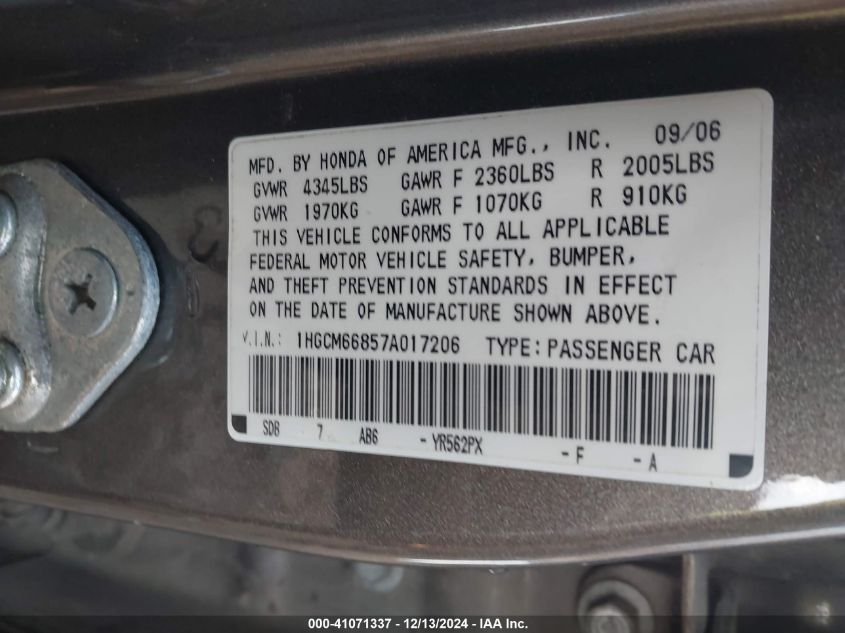 MFD. BY HONDA OF AMERICA MFG., INC. 09/06
GVWR 4345LBS GAWR F 2360LBS R 2005LBS
GVWR 1970KG GAWR F 1070KG R 910KG
THIS VEHICLE CONFORMS TO ALL APPLICABLE
FEDERAL MOTOR VEHICLE SAFETY, BUMPER,
AND THEFT PREVENTION STANDARDS IN EFFECT
ON THE DATE OF MANUFACTURE SHOWN ABOVE.
V.I.N.: 1HGCM66857A017206 TYPE: PASSENGER CAR
SDB 7 AB6 - YR562PX - F - A
000-41071337 - 12/13/2024 - IAA Inc.